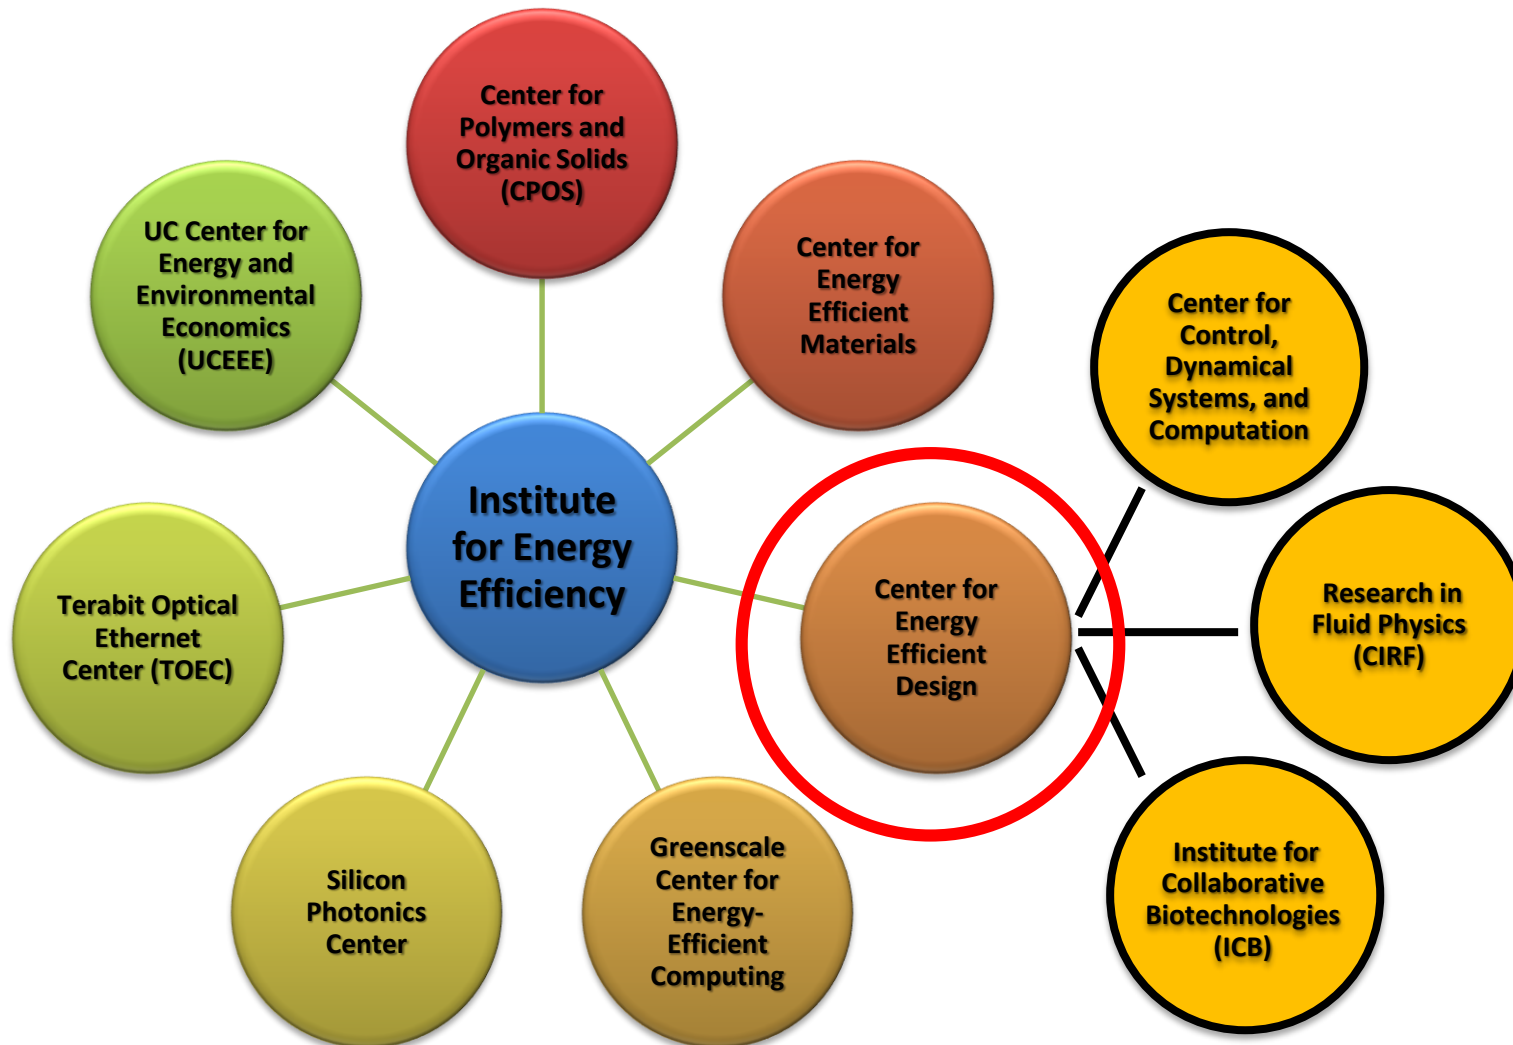 Center for
Polymers and
Organic Solids
(CPOS)
UC Center for
Energy and
Environmental
Economics
(UCEEE)
Center for
Energy
Efficient
Materials
Center for
Control,
Dynamical
Systems, and
Computation
Institute
for Energy
Efficiency
Terabit Optical
Ethernet
Center (TOEC)
Center for
Energy
Efficient
Design
Research in
Fluid Physics
(CIRF)
Silicon
Photonics
Center
Greenscale
Center for
Energy-
Efficient
Computing
Institute for
Collaborative
Biotechnologies
(ICB)